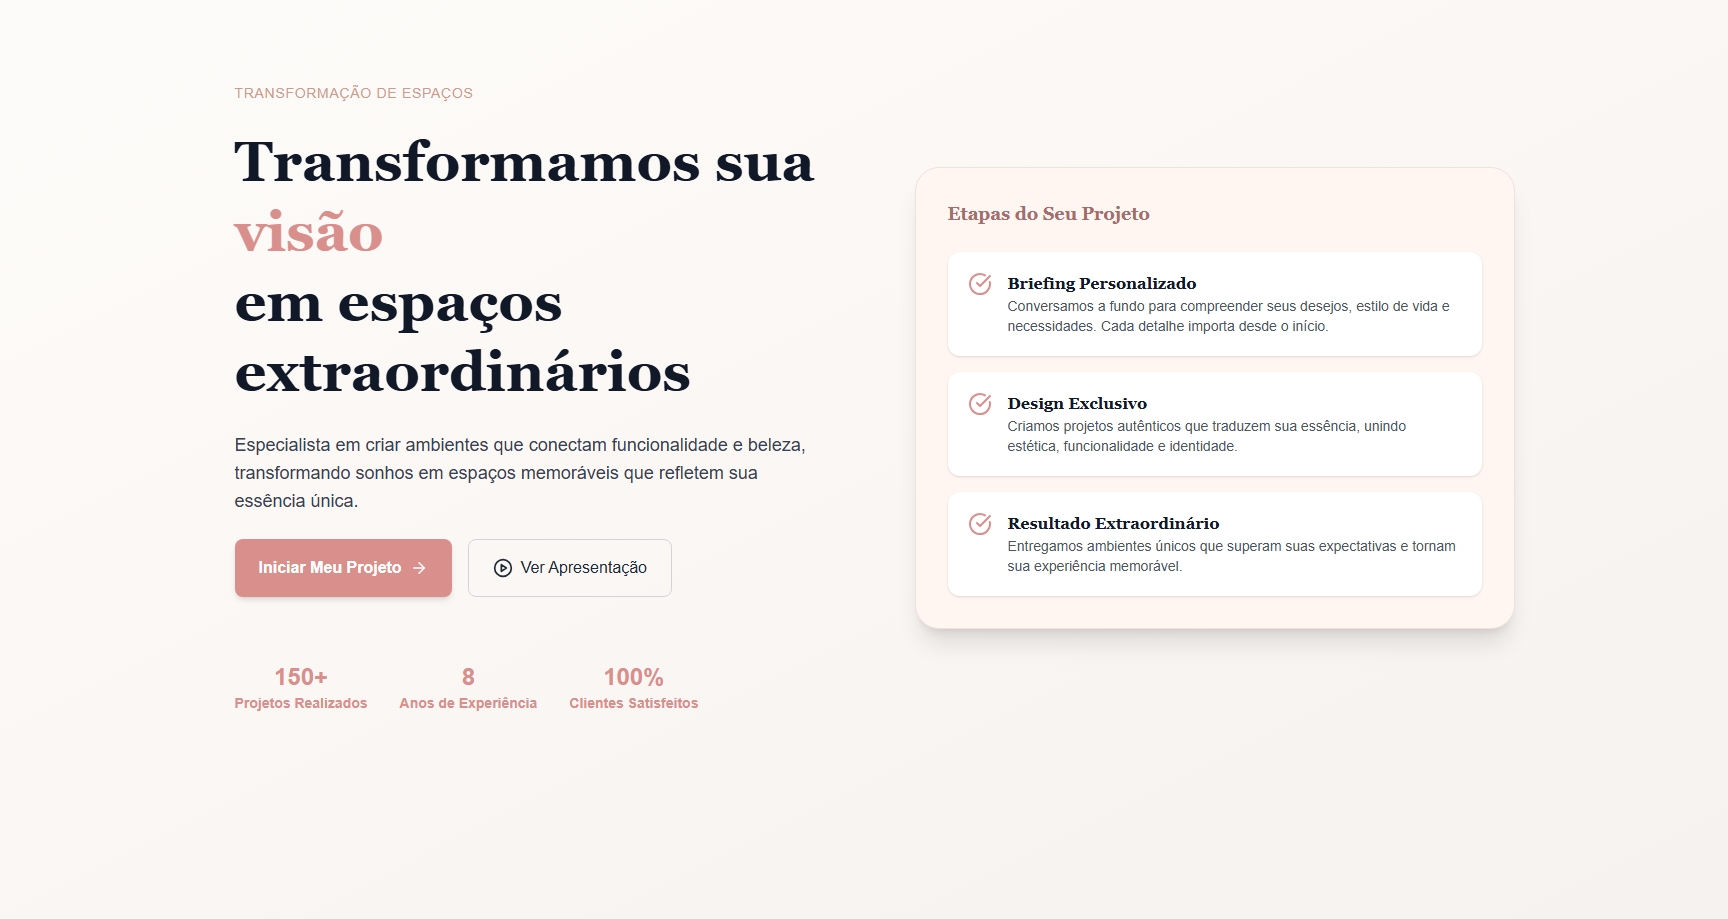 TRANSFORMAÇÃO DE ESPAÇOS
Transformamos sua
visão
em espaços
extraordinários
Especialista em criar ambientes que conectam funcionalidade e beleza,
transformando sonhos em espaços memoráveis que refletem sua
essência única.
Iniciar Meu Projeto
Ver Apresentação
150+
Projetos Realizados
8
Anos de Experiência
100%
Clientes Satisfeitos
Etapas do Seu Projeto
Briefing Personalizado
Conversamos a fundo para compreender seus desejos, estilo de vida e
necessidades. Cada detalhe importa desde o início.
Design Exclusivo
Criamos projetos autênticos que traduzem sua essência, unindo
estética, funcionalidade e identidade.
Resultado Extraordinário
Entregamos ambientes únicos que superam suas expectativas e tornam
sua experiência memorável.